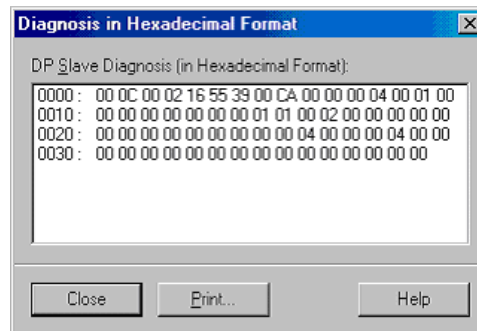 Diagnosis in Hexadecimal Format
DP Slave Diagnosis (in Hexadecimal Format):
0000 : 00 0C 00 02 16 55 39 00 CA 00 00 00 04 00 01 00
0010 : 00 00 00 00 00 00 00 01 01 00 02 00 00 00 00 00
0020 : 00 00 00 00 00 00 00 00 00 04 00 00 00 04 00 00
0030 : 00 00 00 00 00 00 00 00 00 00 00 00 00 00
Close
Print...
Help